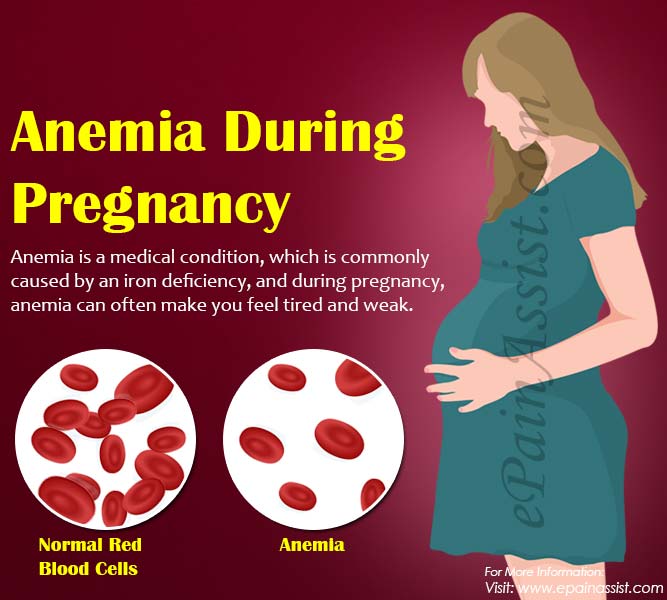 Anemia During
Pregnancy
Anemia is a medical condition, which is commonly
caused by an iron deficiency, and during pregnancy,
anemia can often make you feel tired and weak.
Normal Red
Blood Cells
Anemia
ePainAssist.com
For More Information:
Visit: www.epainassist.com